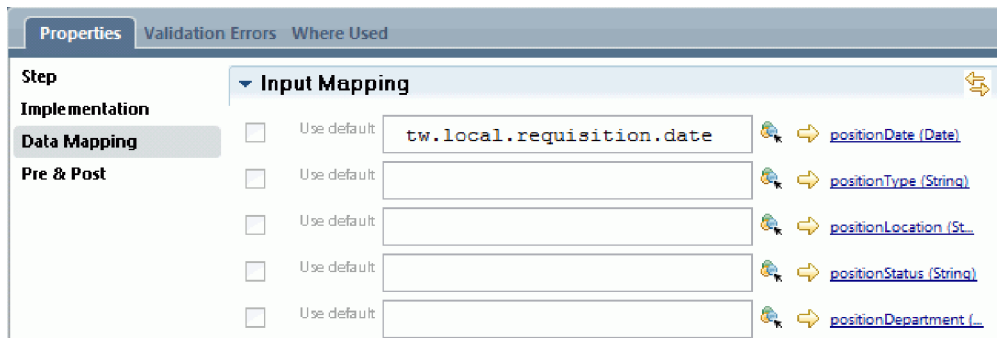 Properties Validation Errors Where Used
Step
Implementation
Data Mapping
Pre & Post
Input Mapping
Use default tw.local.requisition.date positionDate (Date)
Use default positionType (String)
Use default positionLocation (St...
Use default positionStatus (String)
Use default positionDepartment (...